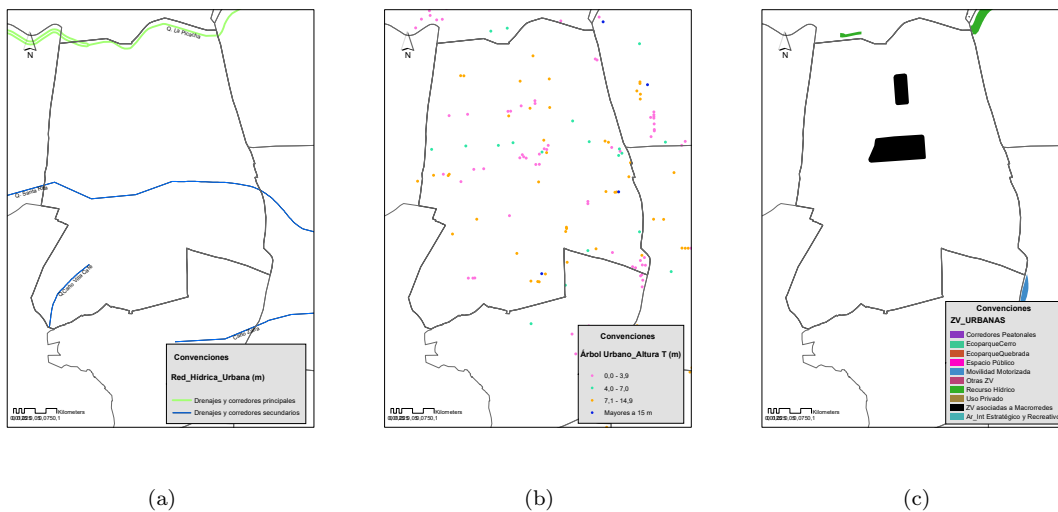 Q. La Picacha
N
Q. Santa Rita
Caño Zafra
Convenciones
Red_Hídrica_Urbana (m)
Drenajes y corredores principales
Drenajes y corredores secundarios
Kilometers
(a)
N
Convenciones
Árbol Urbano_Altura T (m)
0,0 - 3,9
4,0 - 7,0
7,1 - 14,9
Mayores a 15 m
Kilometers
(b)
N
Convenciones
ZV_URBANAS
Corredores Peatonales
EcoparqueCerro
EcoparqueQuebrada
Espacio Público
Movilidad Motorizada
Otras ZV
Recurso Hídrico
Uso Privado
ZV asociadas a Macrorredes
Ar_Int Estratégico y Recreativo
Kilometers
(c)